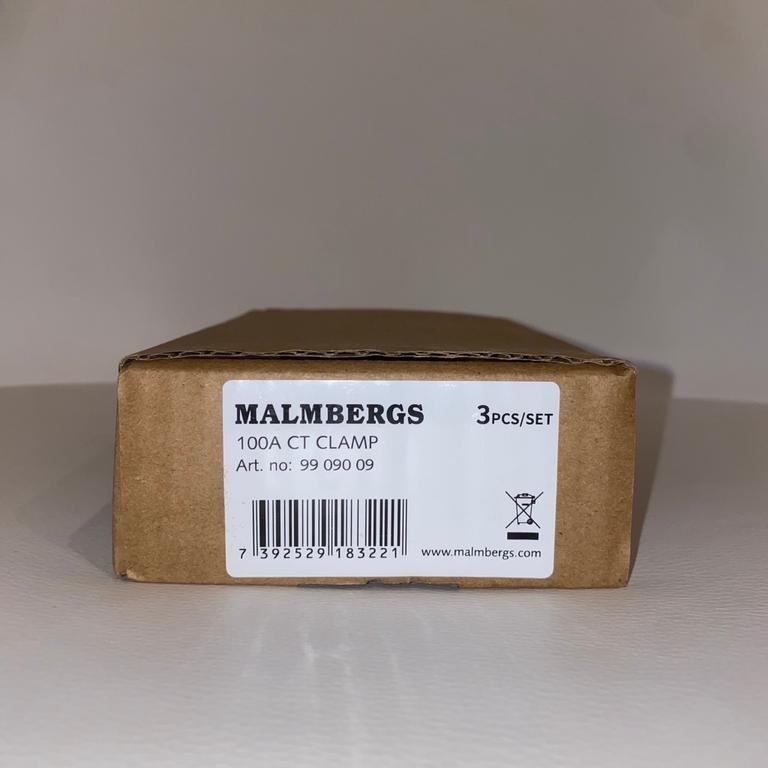 MALMBERGS
3PCS/SET
100A CT CLAMP
Art. no: 99 090 09
7 392529 183221
www.malmbergs.com